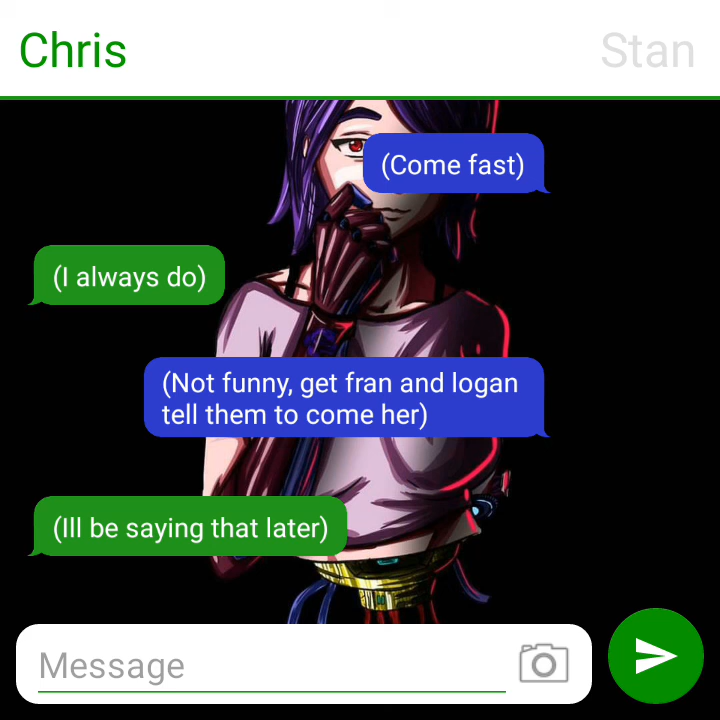 Chris
Stan
(Come fast)
(I always do)
(Not funny, get fran and logan
tell them to come her)
(Ill be saying that later)
Message